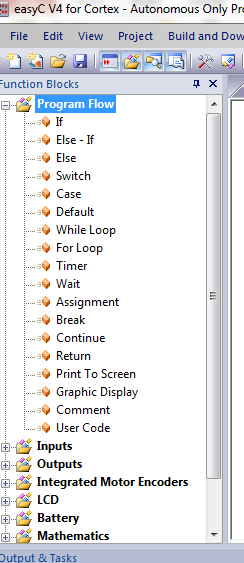 easyC V4 for Cortex - Autonomous Only Pro
File Edit View Project Build and Dow
Function Blocks
Program Flow
If
Else - If
Else
Switch
Case
Default
While Loop
For Loop
Timer
Wait
Assignment
Break
Continue
Return
Print To Screen
Graphic Display
Comment
User Code
Inputs
Outputs
Integrated Motor Encoders
LCD
Battery
Mathematics
Output & Tasks